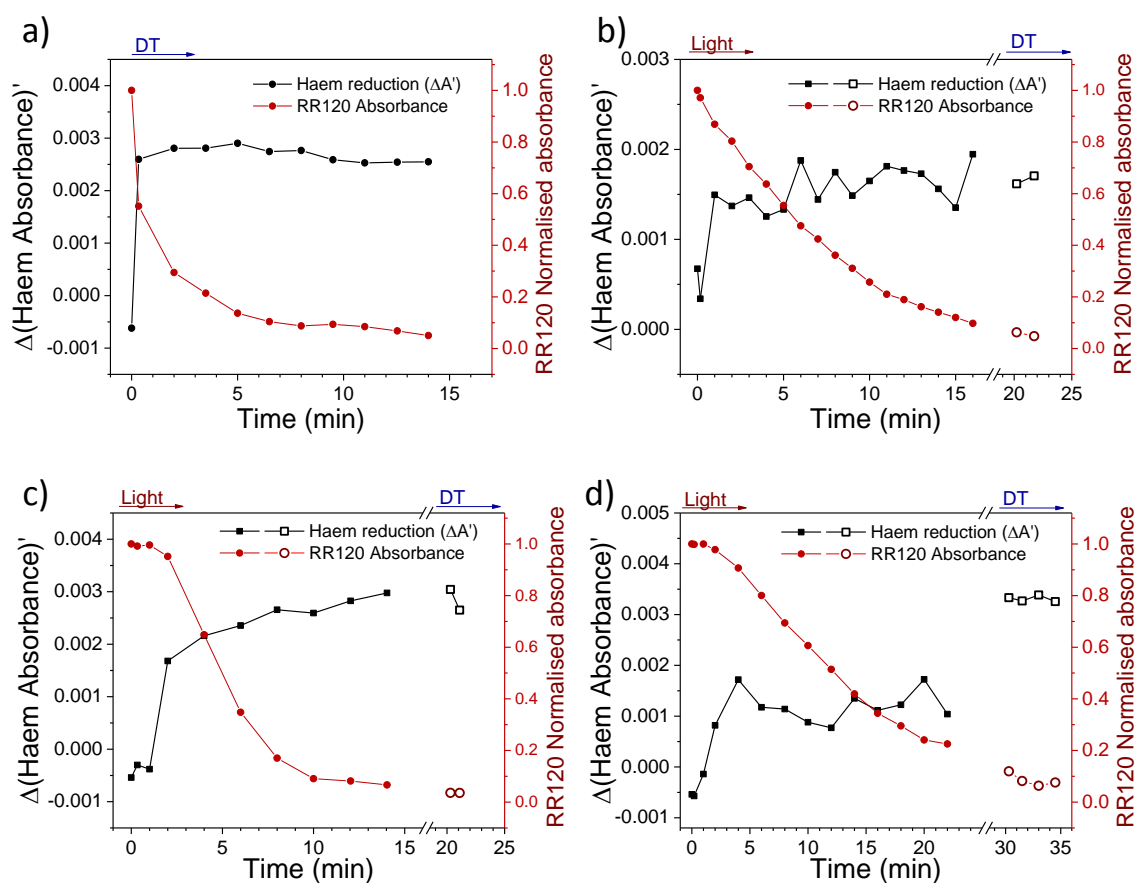 a)
DT
Haem reduction (ΔA')
RR120 Absorbance
0.004
0.003
0.002
0.001
0.000
-0.001
Δ(Haem Absorbance)'
1.0
0.8
0.6
0.4
0.2
0.0
RR120 Normalised absorbance
0
5
10
15
Time (min)
b)
Light
DT
Haem reduction (ΔA')
RR120 Absorbance
0.003
0.002
0.001
0.000
Δ(Haem Absorbance)'
1.0
0.8
0.6
0.4
0.2
0.0
RR120 Normalised absorbance
0
5
10
15
20
25
Time (min)
c)
Light
DT
Haem reduction (ΔA')
RR120 Absorbance
0.004
0.003
0.002
0.001
0.000
-0.001
Δ(Haem Absorbance)'
1.0
0.8
0.6
0.4
0.2
0.0
RR120 Normalised absorbance
0
5
10
15
20
25
Time (min)
d)
Light
DT
Haem reduction (ΔA')
RR120 Absorbance
0.005
0.004
0.003
0.002
0.001
0.000
-0.001
Δ(Haem Absorbance)'
1.0
0.8
0.6
0.4
0.2
0.0
RR120 Normalised absorbance
0
5
10
15
20
30
35
Time (min)